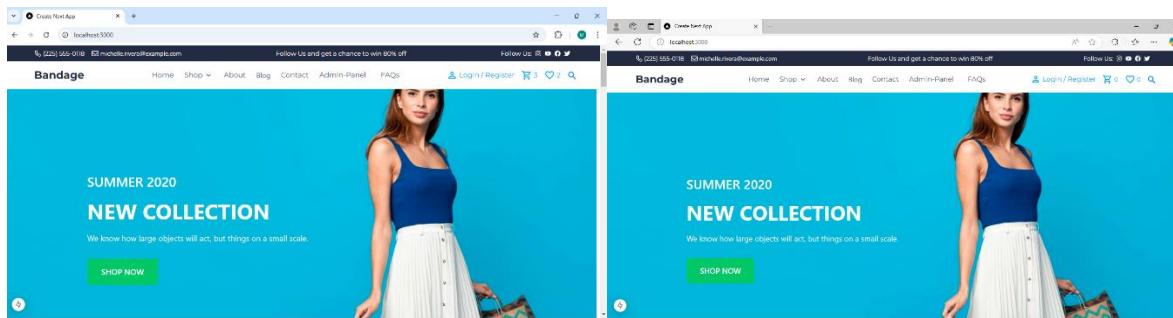 Create Next App
localhost:3000
(225) 555-0118 michelle.rivera@example.com Follow Us and get a chance to win 80% off Follow Us:
Bandage Home Shop About Blog Contact Admin-Panel FAQs Login / Register 3 2
SUMMER 2020
NEW COLLECTION
We know how large objects will act, but things on a small scale.
SHOP NOW
Create Next App
localhost:3000
(225) 555-0118 michelle.rivera@example.com Follow Us and get a chance to win 80% off Follow Us:
Bandage Home Shop About Blog Contact Admin-Panel FAQs Login / Register 0 0
SUMMER 2020
NEW COLLECTION
We know how large objects will act, but things on a small scale.
SHOP NOW